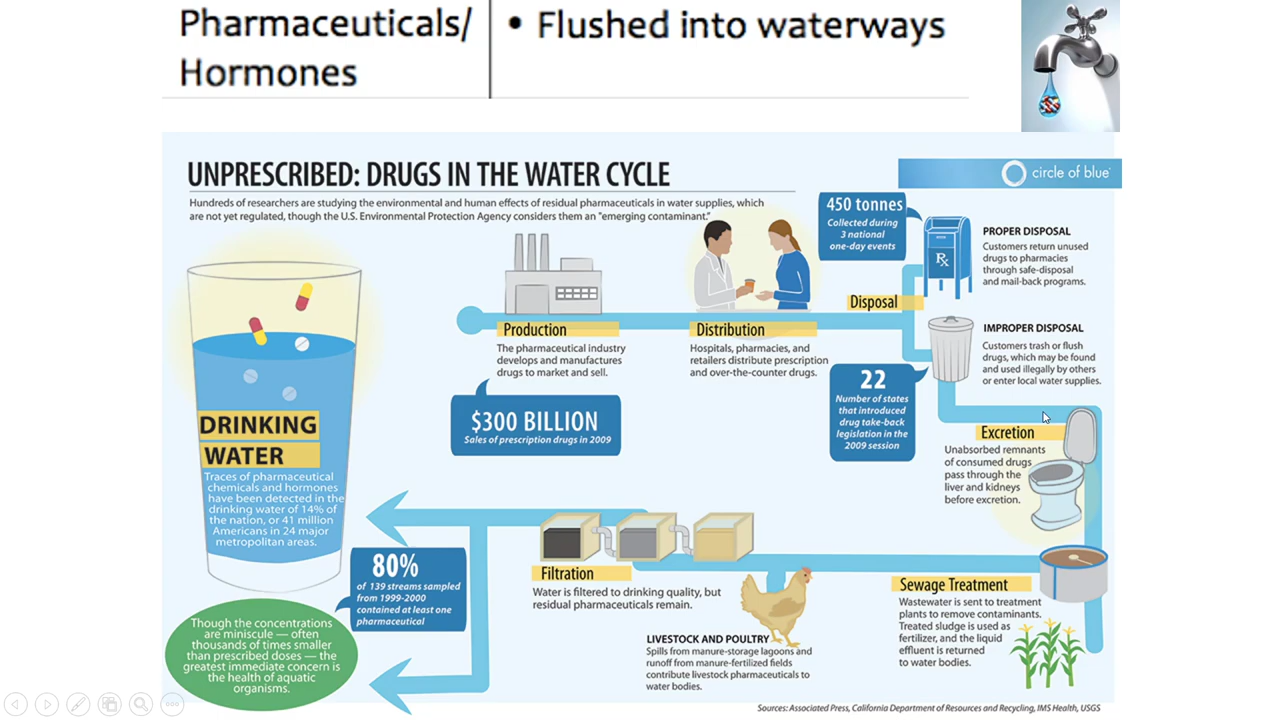 Pharmaceuticals/
Hormones
• Flushed into waterways
UNPRESCRIBED: DRUGS IN THE WATER CYCLE
circle of blue
Hundreds of researchers are studying the environmental and human effects of residual pharmaceuticals in water supplies, which
are not yet regulated, though the U.S. Environmental Protection Agency considers them an "emerging contaminant."
450 tonnes
Collected during
3 national
one-day events
Rx
PROPER DISPOSAL
Customers return unused
drugs to pharmacies
through safe-disposal
and mail-back programs.
Disposal
Production
The pharmaceutical industry
develops and manufactures
drugs to market and sell.
Distribution
Hospitals, pharmacies, and
retailers distribute prescription
and over-the-counter drugs.
IMPROPER DISPOSAL
Customers trash or flush
drugs, which may be found
and used illegally by others
or enter local water supplies.
$300 BILLION
Sales of prescription drugs in 2009
22
Number of states
that introduced
drug take-back
legislation in the
2009 session
Excretion
Unabsorbed remnants
of consumed drugs
pass through the
liver and kidneys
before excretion.
DRINKING
WATER
Traces of pharmaceutical
chemicals and hormones
have been detected in the
drinking water of 14% of
the nation, or 41 million
Americans in 24 major
metropolitan areas.
80%
of 139 streams sampled
from 1999-2000
contained at least one
pharmaceutical
Filtration
Water is filtered to drinking quality, but
residual pharmaceuticals remain.
LIVESTOCK AND POULTRY
Spills from manure-storage lagoons and
runoff from manure-fertilized fields
contribute livestock pharmaceuticals to
water bodies.
Sewage Treatment
Wastewater is sent to treatment
plants to remove contaminants.
Treated sludge is used as
fertilizer, and the liquid
effluent is returned
to water bodies.
Though the concentrations
are miniscule — often
thousands of times smaller
than prescribed doses — the
greatest immediate concern is
the health of aquatic
organisms.
Sources: Associated Press, California Department of Resources and Recycling, IMS Health, USGS